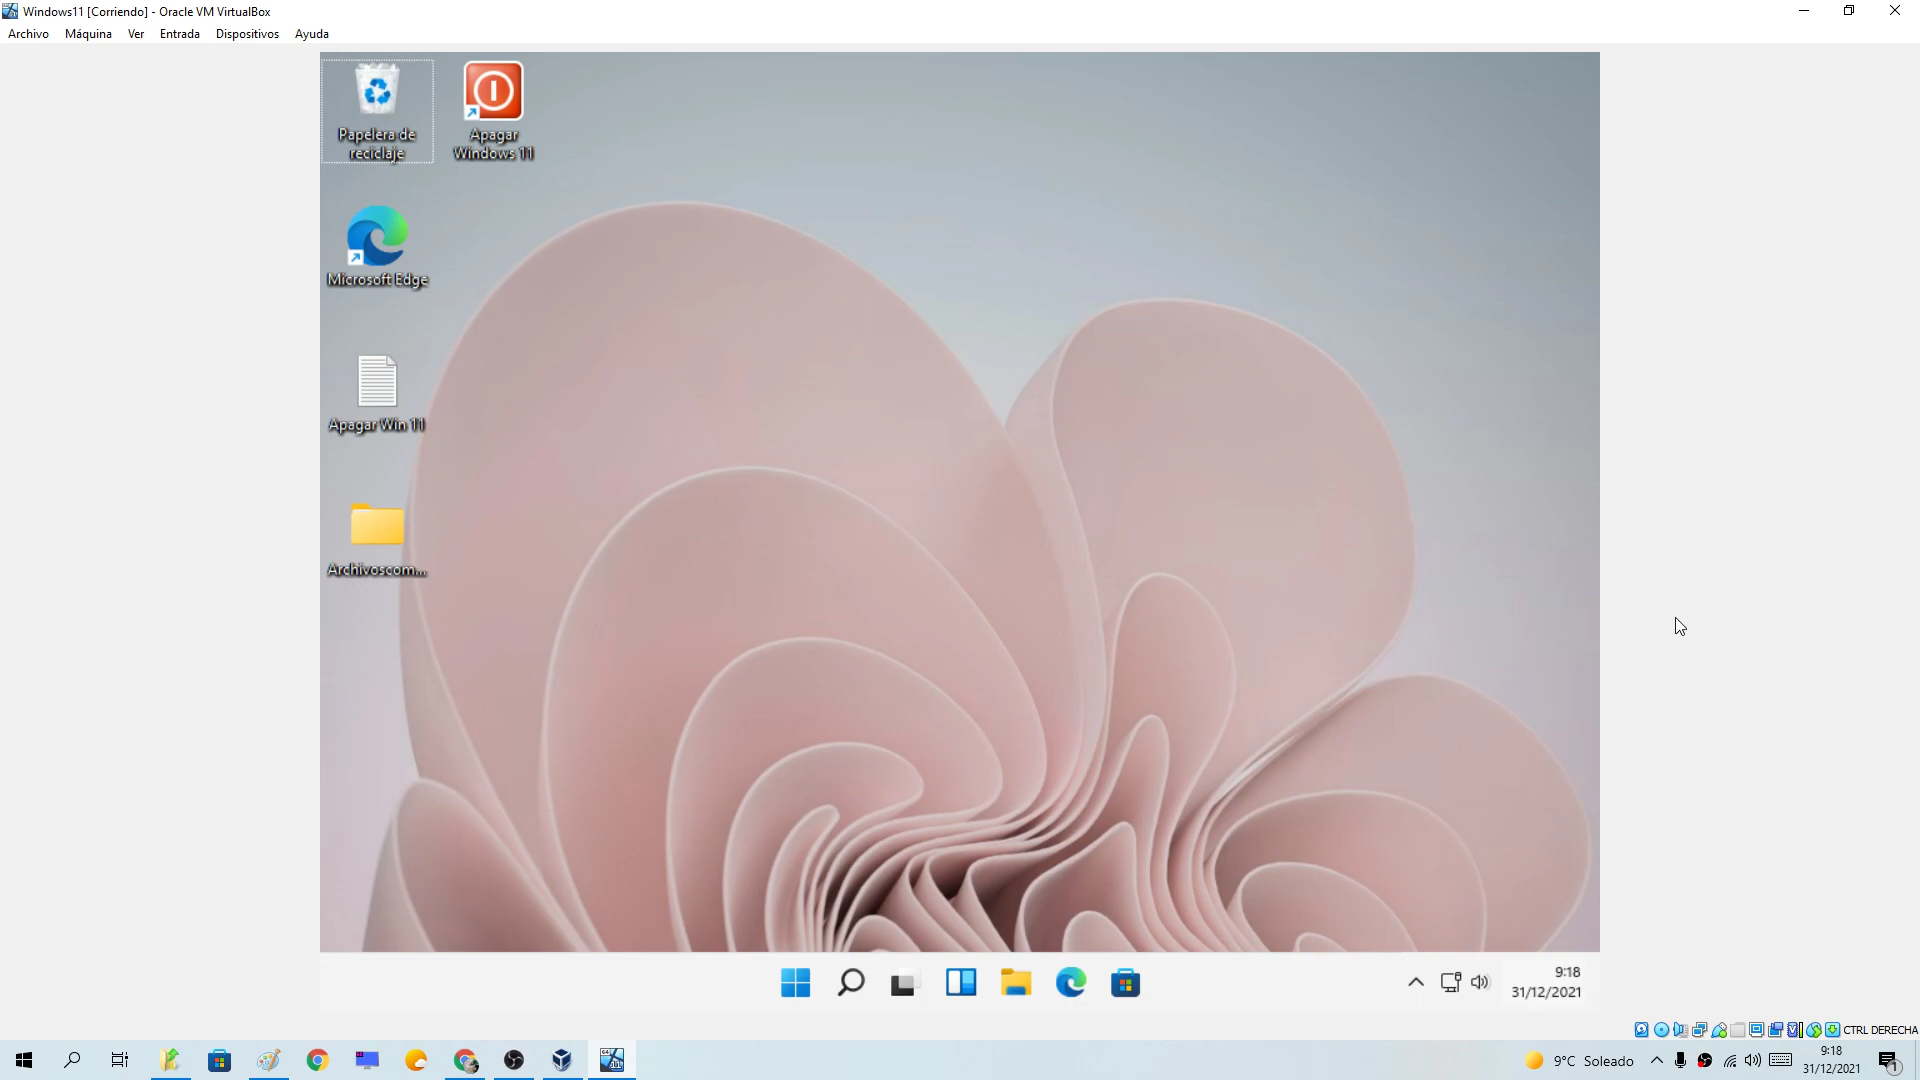 Windows11 [Corriendo] - Oracle VM VirtualBox
Archivo Máquina Ver Entrada Dispositivos Ayuda
Papelera de
reciclaje
Apagar
Windows 11
Microsoft Edge
Apagar Win 11
Archivoscom...
9:18
31/12/2021
CTRL DERECHA
9°C Soleado
9:18
31/12/2021
1